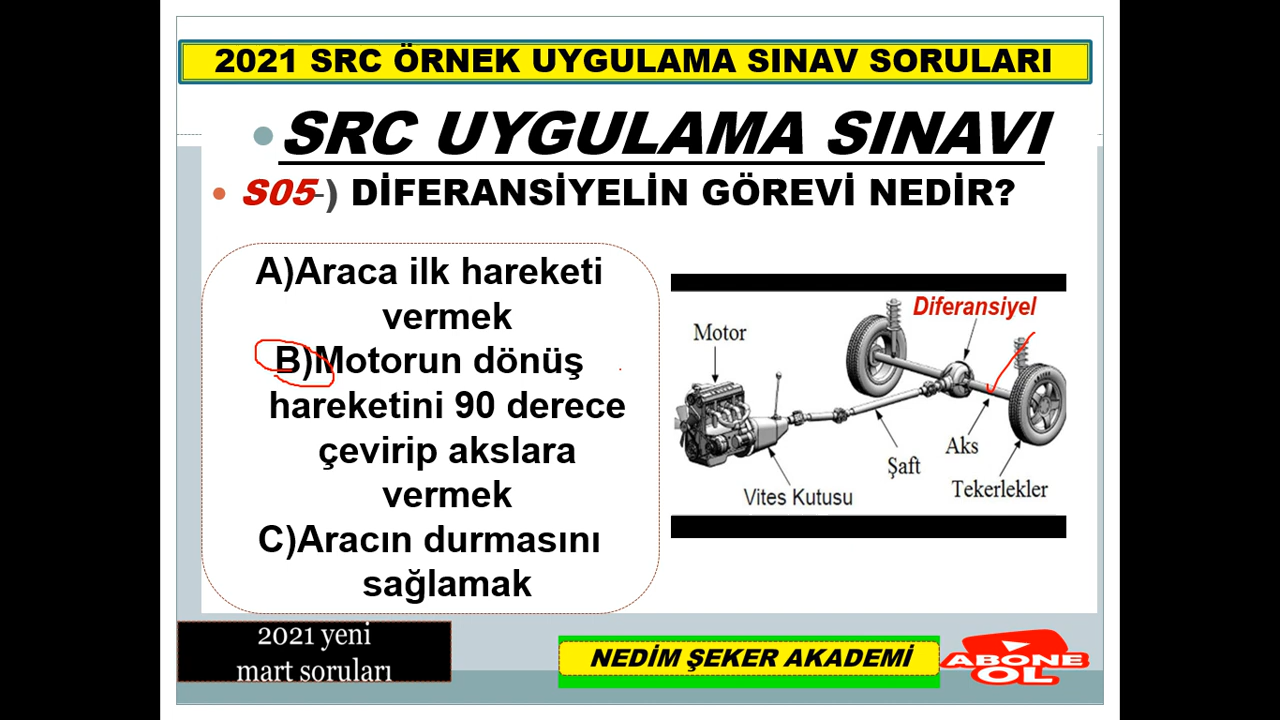 2021 SRC ÖRNEK UYGULAMA SINAV SORULARI
SRC UYGULAMA SINAVI
S05-) DİFERANSİYELİN GÖREVİ NEDİR?
A)Araca ilk hareketi
vermek
B)Motorun dönüş
hareketini 90 derece
çevirip akslara
vermek
C)Aracın durmasını
sağlamak
Diferansiyel
Motor
Aks
Şaft
Tekerlekler
Vites Kutusu
2021 yeni
mart soruları
NEDİM ŞEKER AKADEMİ
ABONE
OL